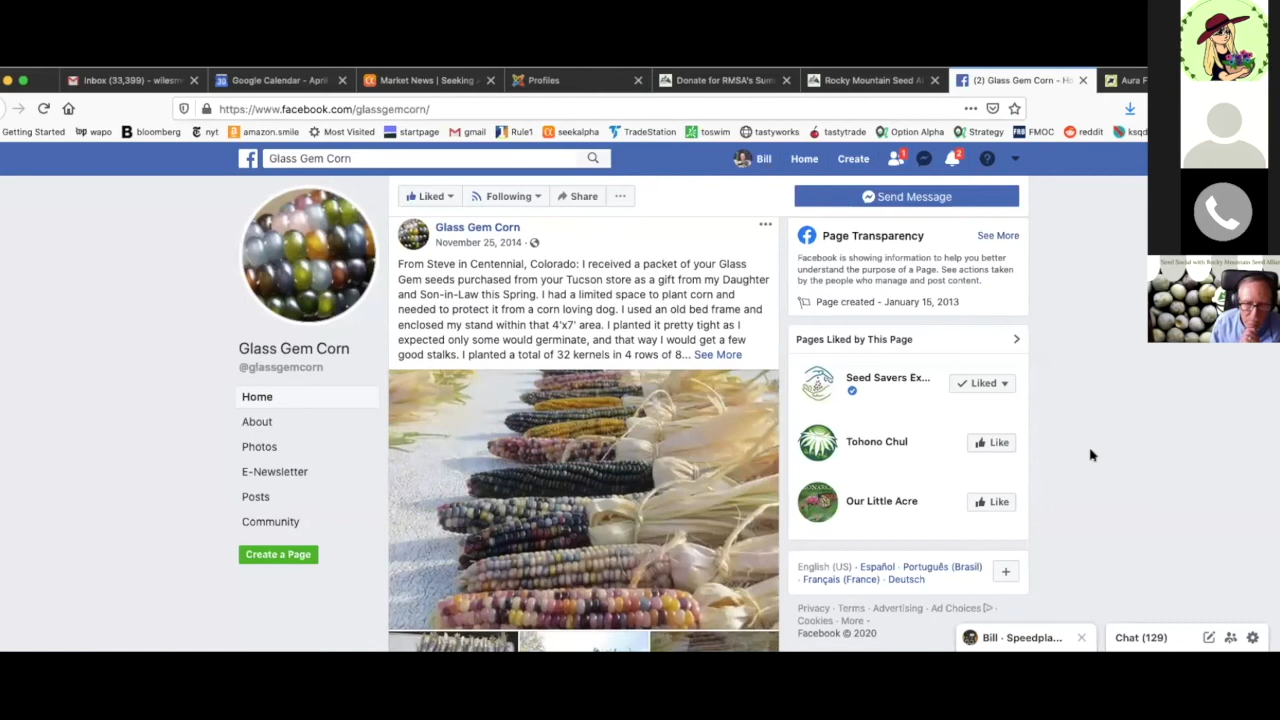 Inbox (33,399) – wilesm
Google Calendar - April
Market News | Seeking
Profiles
Donate for RMSA's Sum
Rocky Mountain Seed Al
(2) Glass Gem Corn - Ho
Aura F
https://www.facebook.com/glassgemcorn/
Getting Started
wapo
bloomberg
nyt
amazon.smile
Most Visited
startpage
gmail
Rule1
seekalpha
TradeStation
toswim
tastyworks
tastytrade
Option Alpha
Strategy
FMOC
reddit
ksqd
Glass Gem Corn
Bill
Home
Create
1
2
Liked
Following
Share
Send Message
Glass Gem Corn
@glassgemcorn
Home
About
Photos
E-Newsletter
Posts
Community
Create a Page
Glass Gem Corn
November 25, 2014 ·
From Steve in Centennial, Colorado: I received a packet of your Glass
Gem seeds purchased from your Tucson store as a gift from my Daughter
and Son-in-Law this Spring. I had a limited space to plant corn and
needed to protect it from a corn loving dog. I used an old bed frame and
enclosed my stand within that 4'x7' area. I planted it pretty tight as I
expected only some would germinate, and that way I would get a few
good stalks. I planted a total of 32 kernels in 4 rows of 8... See More
Page Transparency
See More
Facebook is showing information to help you better
understand the purpose of a Page. See actions taken
by the people who manage and post content.
Page created - January 15, 2013
Pages Liked by This Page
Seed Savers Ex...
Liked
Tohono Chul
Like
Our Little Acre
Like
English (US) · Español · Português (Brasil)
· Français (France) · Deutsch
Privacy · Terms · Advertising · Ad Choices ·
Cookies · More
Facebook © 2020
Bill · Speedpla...
Chat (129)
Seed Social with Rocky Mountain Seed Allian